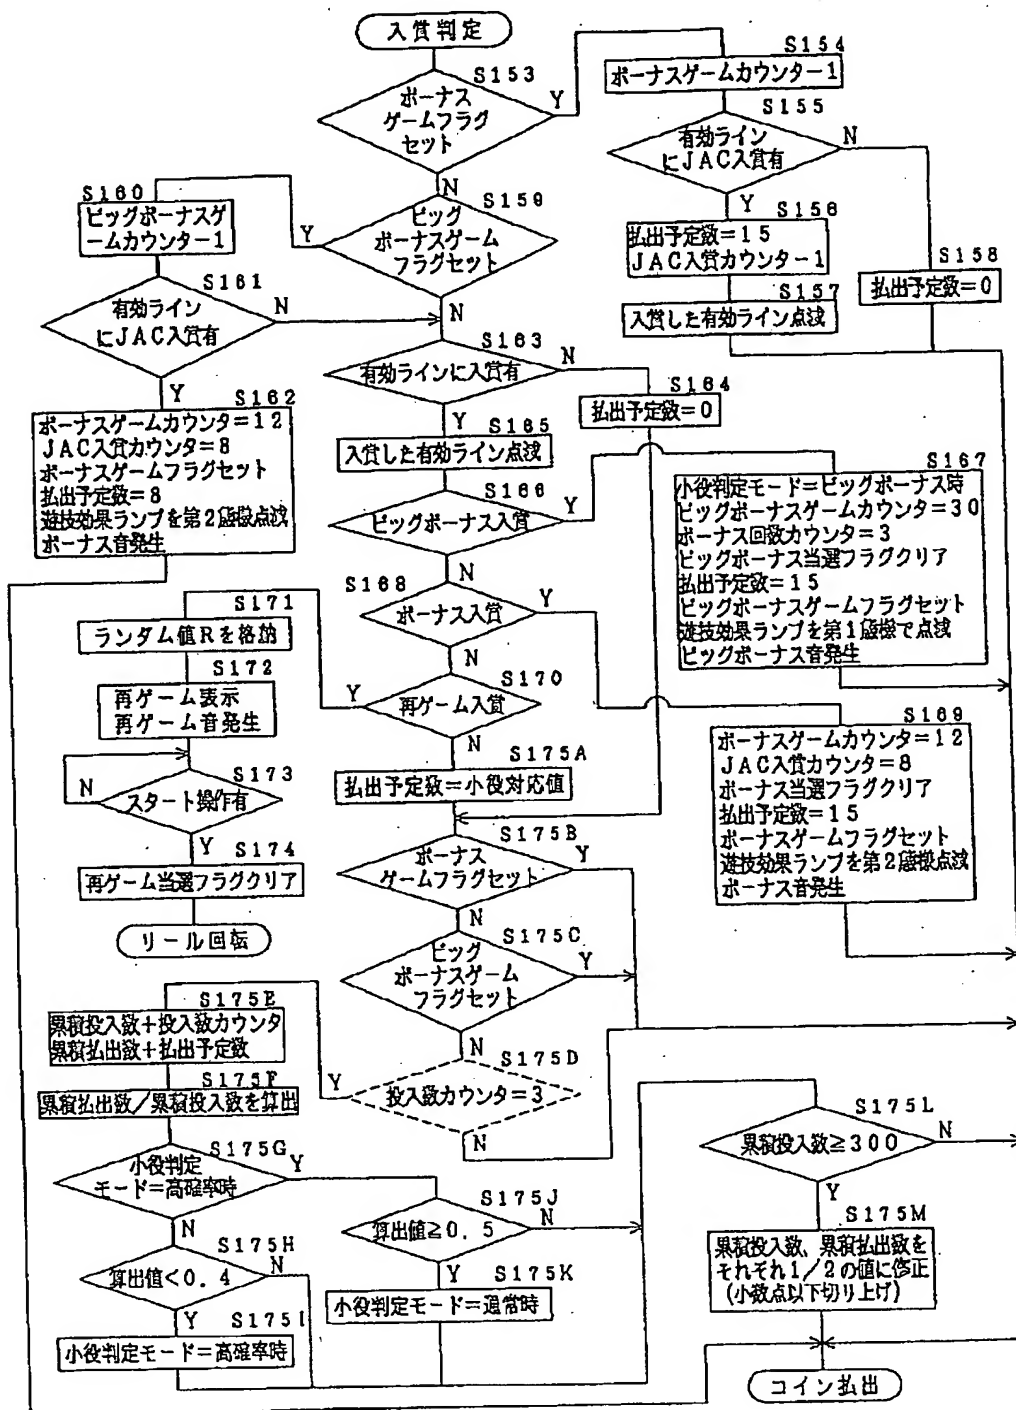 入賞判定
S153
ボーナス
ゲームフラグ
セット
Y
N
S154
ボーナスゲームカウンター1
S155
有効ライン
にJAC入賞有
N
Y
S156
払出予定数=15
JAC入賞カウンター1
S157
入賞した有効ライン点滅
S158
払出予定数=0
S159
ビッグ
ボーナスゲーム
フラグセット
Y
N
S160
ビッグボーナスゲ
ームカウンター1
S161
有効ライン
にJAC入賞有
N
Y
S162
ボーナスゲームカウンタ=12
JAC入賞カウンタ=8
ボーナスゲームフラグセット
払出予定数=8
遊技効果ランプを第2態様点滅
ボーナス音発生
S163
有効ラインに入賞有
N
Y
S164
払出予定数=0
S165
入賞した有効ライン点滅
S166
ビッグボーナス入賞
Y
N
S167
小役判定モード=ビッグボーナス時
ビッグボーナスゲームカウンタ=30
ボーナス回数カウンタ=3
ビッグボーナス当選フラグクリア
払出予定数=15
ビッグボーナスゲームフラグセット
遊技効果ランプを第1態様で点滅
ビッグボーナス音発生
S168
ボーナス入賞
Y
N
S169
ボーナスゲームカウンタ=12
JAC入賞カウンタ=8
ボーナス当選フラグクリア
払出予定数=15
ボーナスゲームフラグセット
遊技効果ランプを第2態様点滅
ボーナス音発生
S170
再ゲーム入賞
Y
N
S171
ランダム値Rを格納
S172
再ゲーム表示
再ゲーム音発生
S173
スタート操作有
N
Y
S174
再ゲーム当選フラグクリア
リール回転
S175A
払出予定数=小役対応値
S175B
ボーナス
ゲームフラグセット
Y
N
S175C
ビッグ
ボーナスゲーム
フラグセット
Y
N
S175D
投入数カウンタ=3
Y
N
S175E
累積投入数+投入数カウンタ
累積払出数+払出予定数
S175F
累積払出数/累積投入数を算出
S175G
小役判定
モード=高確率時
Y
N
S175H
算出値<0.4
N
Y
S175I
小役判定モード=高確率時
S175J
算出値≧0.5
N
Y
S175K
小役判定モード=通常時
S175L
累積投入数≧300
N
Y
S175M
累積投入数、累積払出数を
それぞれ1/2の値に修正
(小数点以下切り上げ)
コイン払出